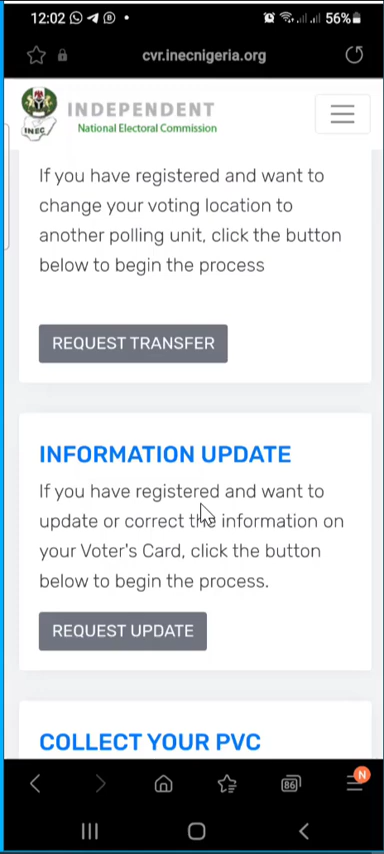 12:02 56%
cvr.inecnigeria.org
INDEPENDENT
National Electoral Commission
INEC
If you have registered and want to
change your voting location to
another polling unit, click the button
below to begin the process
REQUEST TRANSFER
INFORMATION UPDATE
If you have registered and want to
update or correct the information on
your Voter's Card, click the button
below to begin the process.
REQUEST UPDATE
COLLECT YOUR PVC
86
N